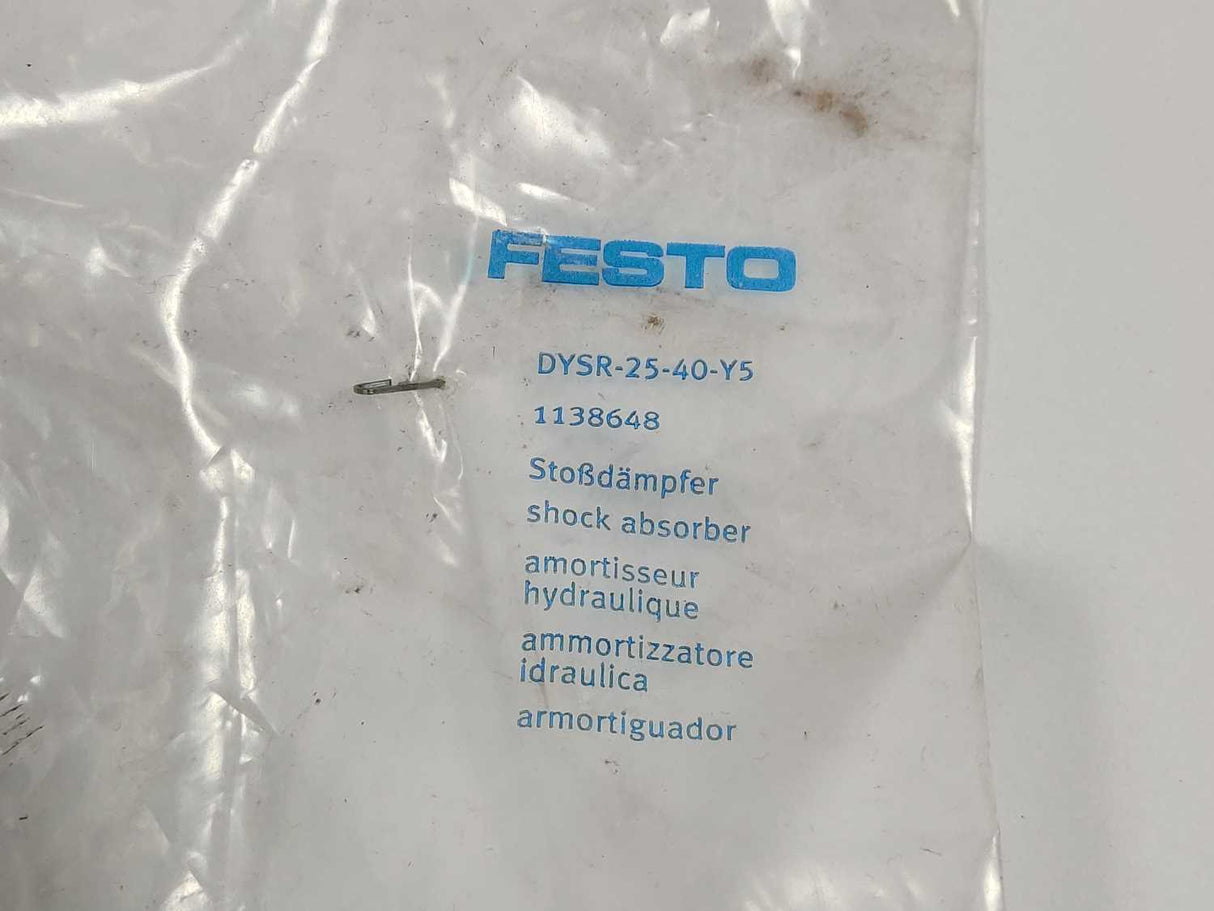 FESTO
DYSR-25-40-Y5
1138648
Stoßdämpfer
shock absorber
amortisseur
hydraulique
ammortizzatore
idraulica
armortiguador